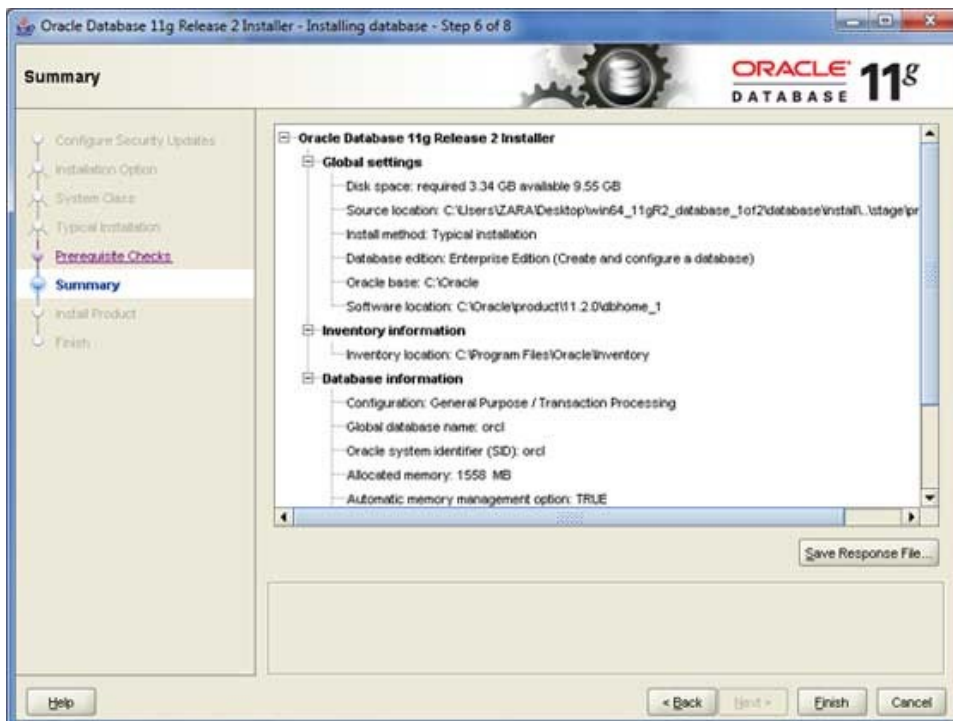 Oracle Database 11g Release 2 Installer - Installing database - Step 6 of 8
Summary
ORACLE
DATABASE 11g
Configure Security Updates
Installation Option
System Class
Typical Installation
Prerequisite Checks
Summary
Install Product
Finish
Oracle Database 11g Release 2 Installer
Global settings
Disk space: required 3.34 GB available 9.55 GB
Source location: C:\Users\ZARA\Desktop\win64_11gR2_database_1of2\database\install\..\stage\pr
Install method: Typical installation
Database edition: Enterprise Edition (Create and configure a database)
Oracle base: C:\Oracle
Software location: C:\Oracle\product\11.2.0\dbhome_1
Inventory information
Inventory location: C:\Program Files\Oracle\Inventory
Database information
Configuration: General Purpose / Transaction Processing
Global database name: orcl
Oracle system identifier (SID): orcl
Allocated memory: 1558 MB
Automatic memory management option: TRUE
Save Response File...
Help
< Back
Next >
Finish
Cancel